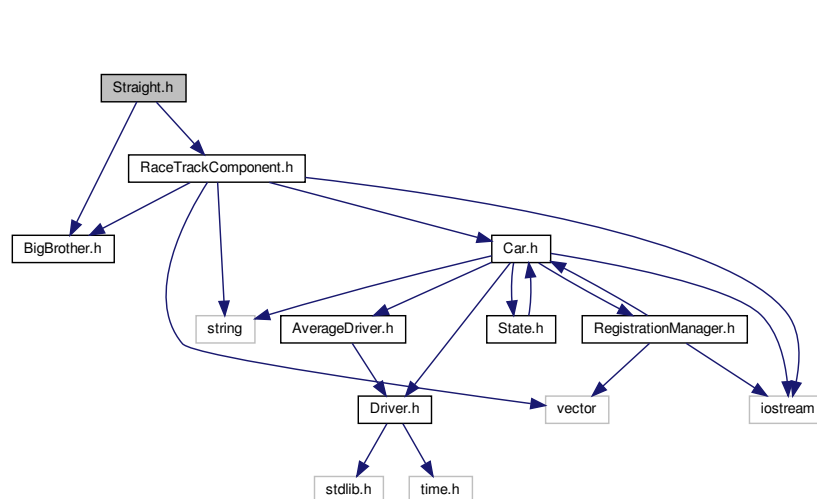 Straight.h
RaceTrackComponent.h
BigBrother.h
Car.h
string
AverageDriver.h
State.h
RegistrationManager.h
Driver.h
vector
iostream
stdlib.h
time.h